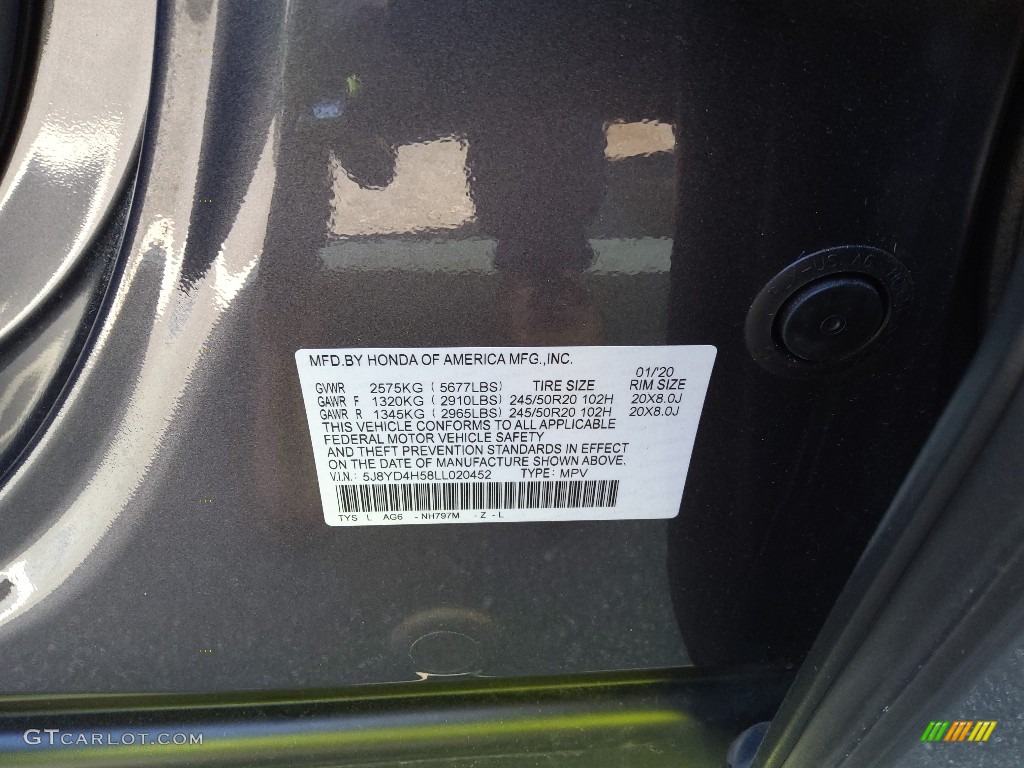 MFD.BY HONDA OF AMERICA MFG.,INC.
01/'20
GVWR 2575KG ( 5677LBS) TIRE SIZE RIM SIZE
GAWR F 1320KG ( 2910LBS) 245/50R20 102H 20X8.0J
GAWR R 1345KG ( 2965LBS) 245/50R20 102H 20X8.0J
THIS VEHICLE CONFORMS TO ALL APPLICABLE
FEDERAL MOTOR VEHICLE SAFETY
AND THEFT PREVENTION STANDARDS IN EFFECT
ON THE DATE OF MANUFACTURE SHOWN ABOVE.
V.I.N.: 5J8YD4H58LL020452 TYPE: MPV
TYS L AG6 - NH797M - Z - L
GTCARLOT.COM